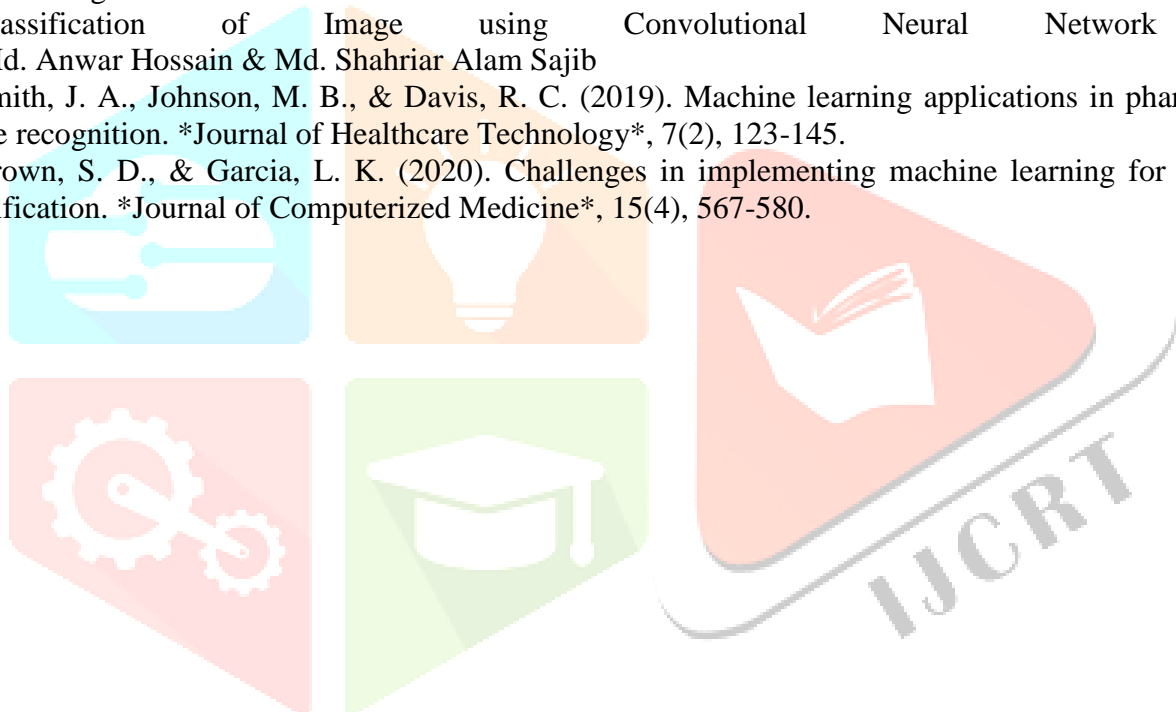 assification of Image using Convolutional Neural Network
Md. Anwar Hossain & Md. Shahriar Alam Sajib
mith, J. A., Johnson, M. B., & Davis, R. C. (2019). Machine learning applications in phar
e recognition. *Journal of Healthcare Technology*, 7(2), 123-145.
rown, S. D., & Garcia, L. K. (2020). Challenges in implementing machine learning for
ification. *Journal of Computerized Medicine*, 15(4), 567-580.
IJCRT